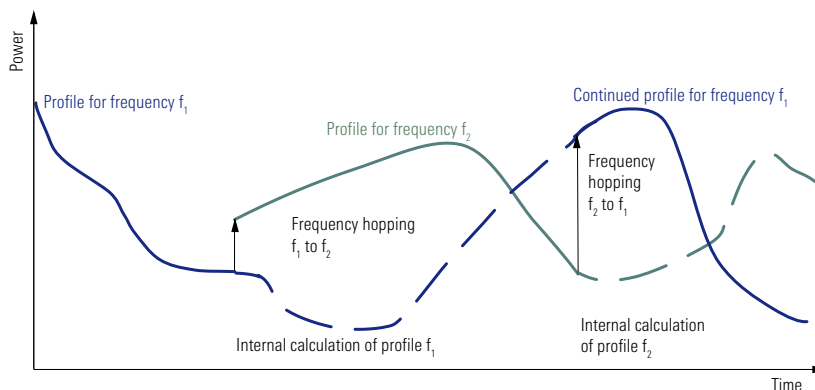 Power
Profile for frequency f₁
Profile for frequency f₂
Continued profile for frequency f₁
Frequency hopping
f₁ to f₂
Frequency
hopping
f₂ to f₁
Internal calculation of profile f₁
Internal calculation
of profile f₂
Time